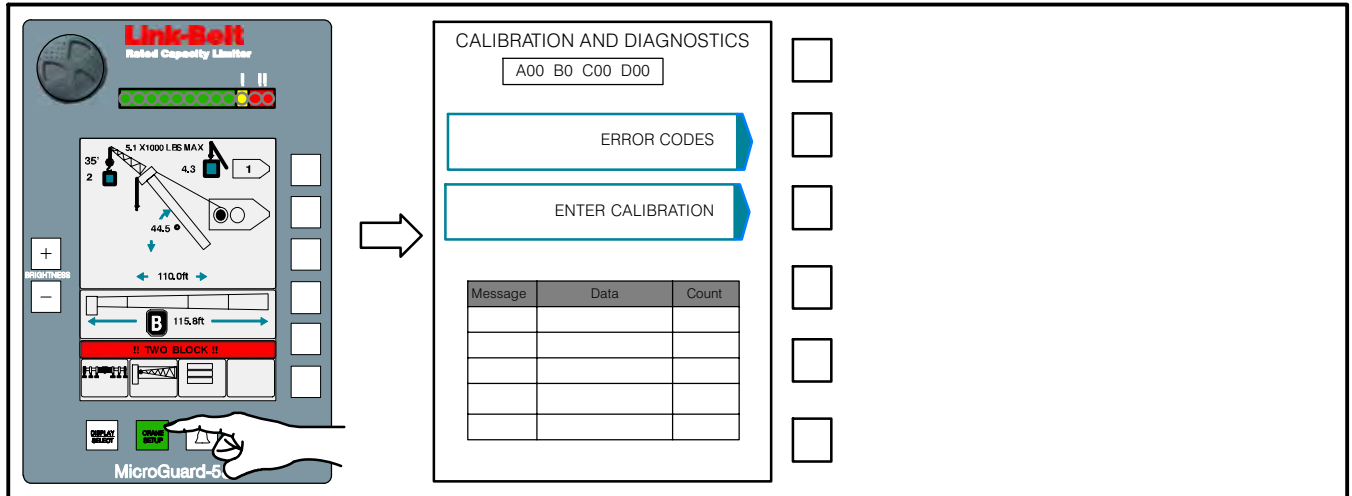 Link-Belt
Rated Capacity Limiter
I II
5.1 X1000 LBS MAX
35'
2
4.3
1
44.5 °
110.0ft
+
BRIGHTNESS
−
B 115.8ft
!! TWO BLOCK !!
DISPLAY
SELECT
CRANE
SETUP
MicroGuard-5
CALIBRATION AND DIAGNOSTICS
A00 B0 C00 D00
ERROR CODES
ENTER CALIBRATION
Message Data Count